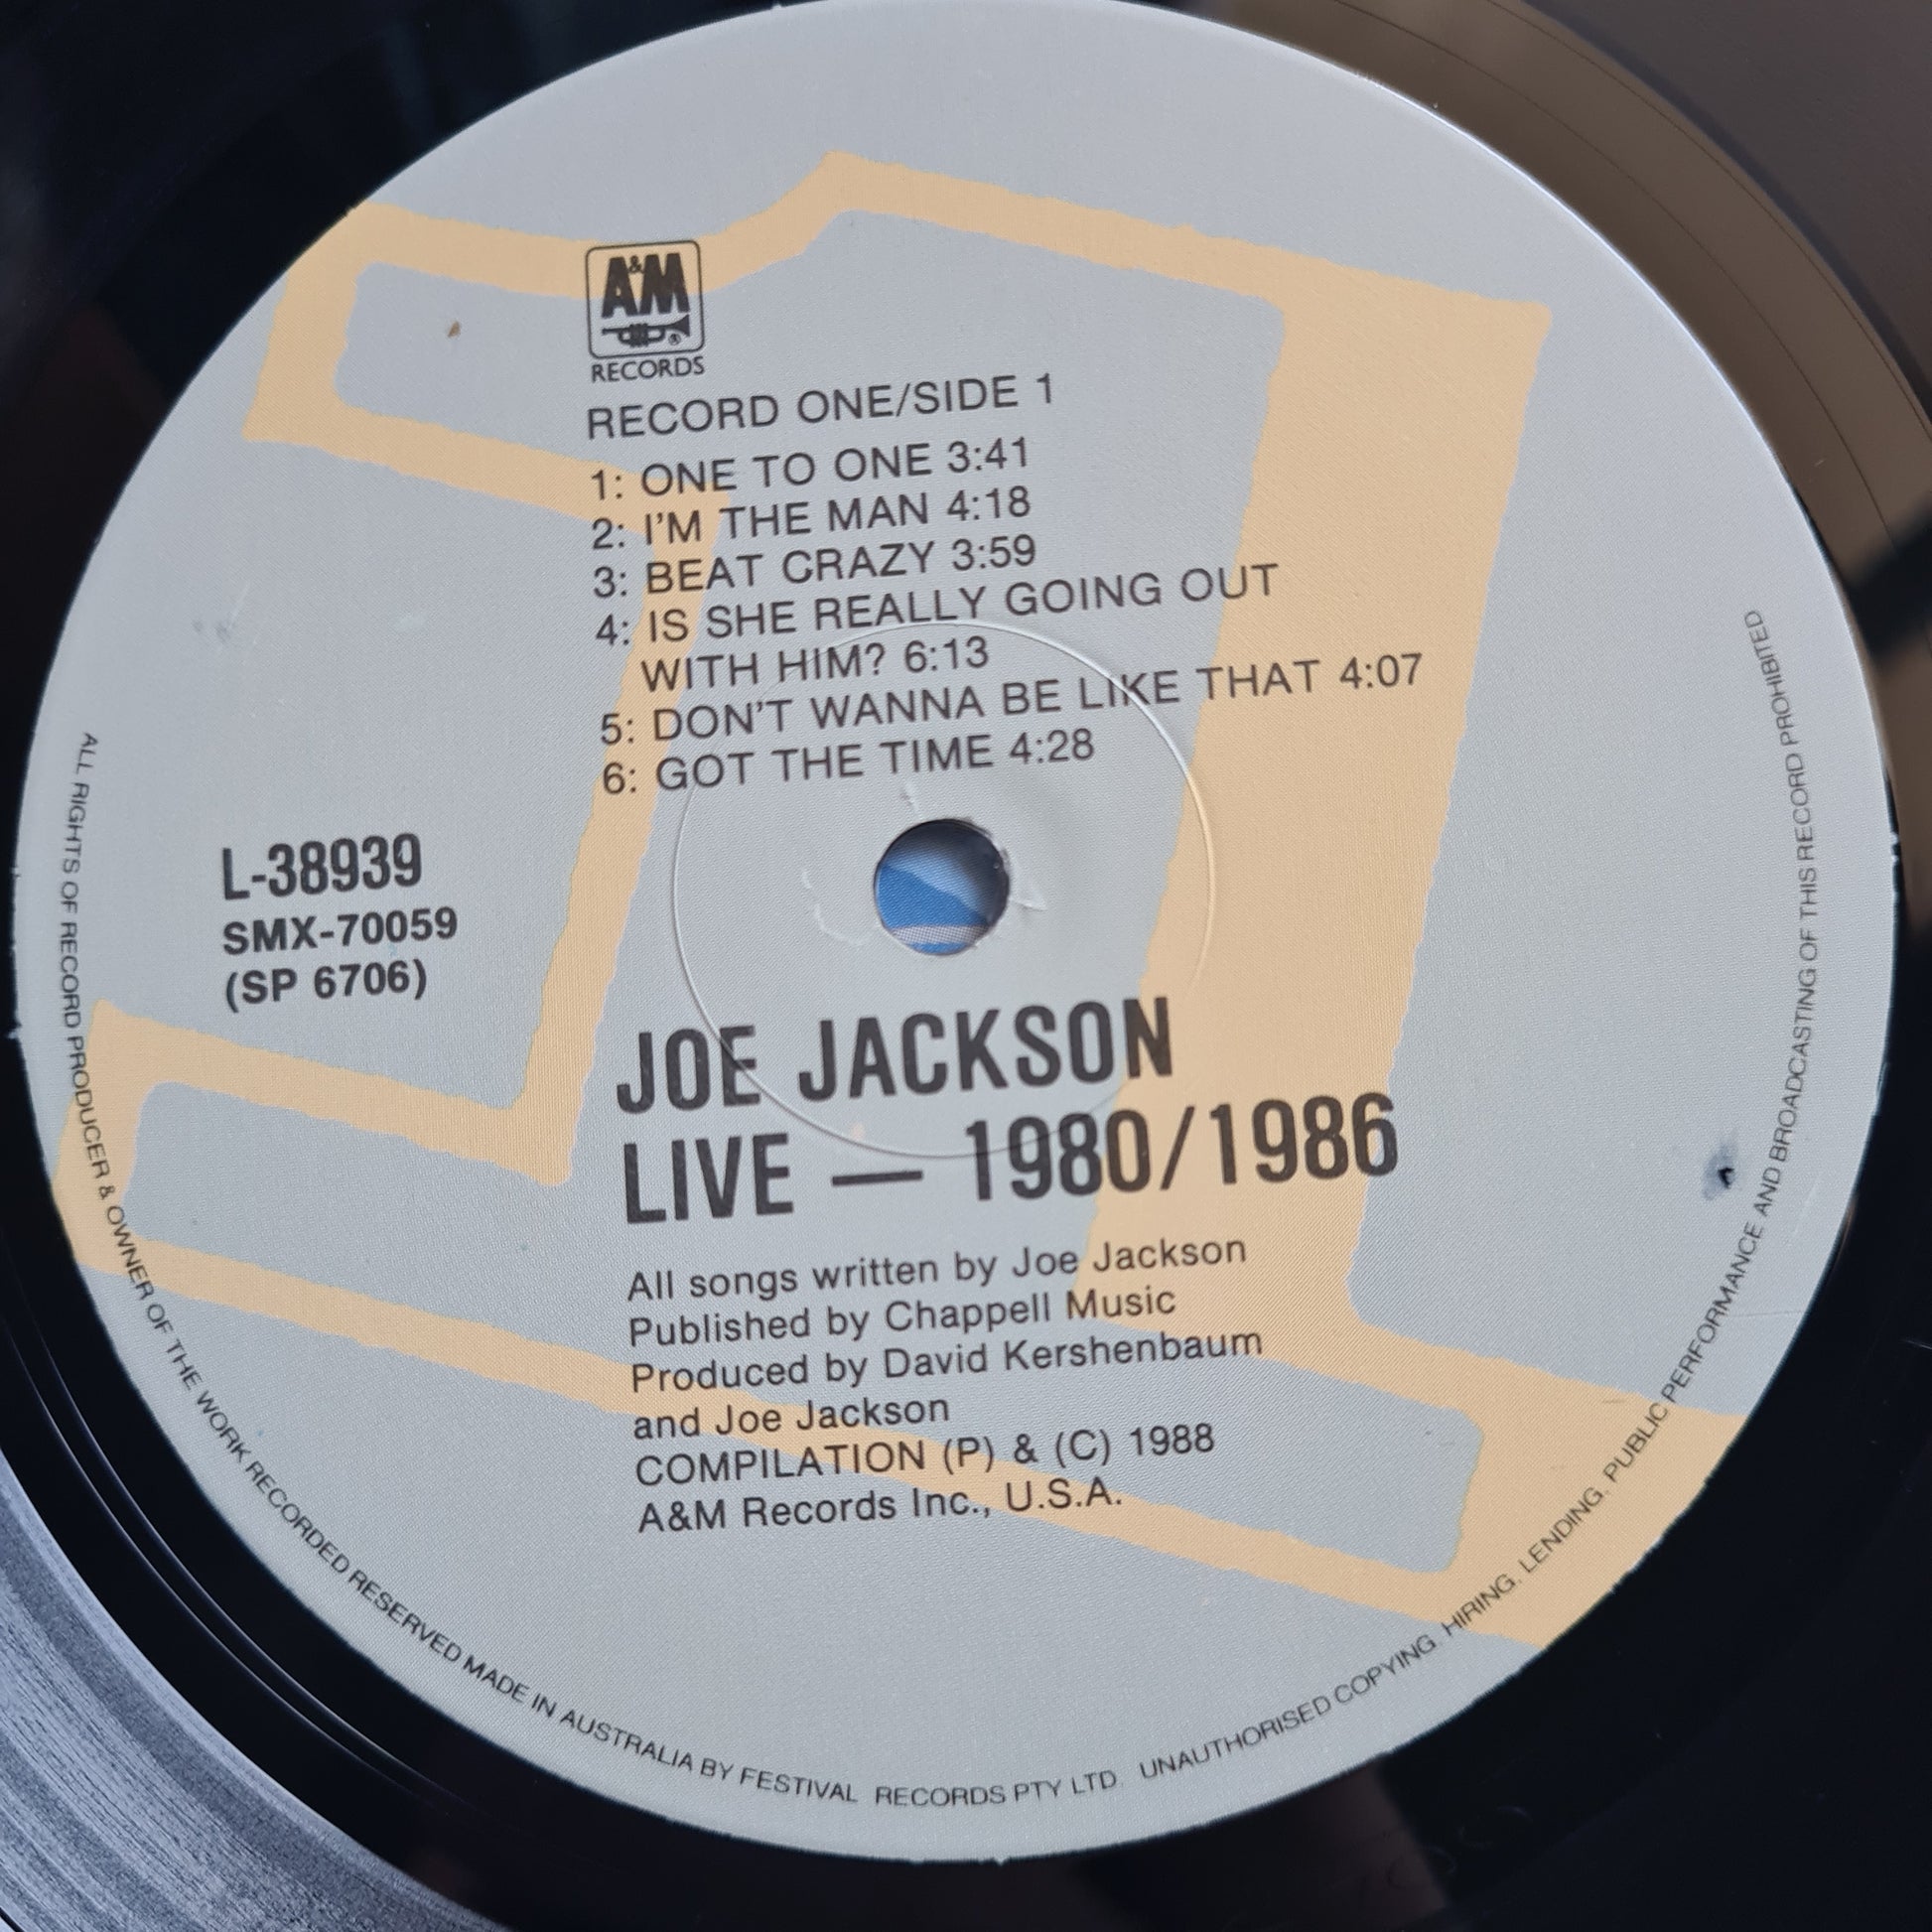 A&M
RECORDS
RECORD ONE/SIDE 1
1: ONE TO ONE 3:41
2: I'M THE MAN 4:18
3: BEAT CRAZY 3:59
4: IS SHE REALLY GOING OUT
WITH HIM? 6:13
5: DON'T WANNA BE LIKE THAT 4:07
6: GOT THE TIME 4:28
L-38939
SMX-70059
(SP 6706)
JOE JACKSON
LIVE — 1980/1986
All songs written by Joe Jackson
Published by Chappell Music
Produced by David Kershenbaum
and Joe Jackson
COMPILATION (P) & (C) 1988
A&M Records Inc., U.S.A.
ALL RIGHTS OF RECORD PRODUCER & OWNER OF THE WORK RECORDED RESERVED MADE IN AUSTRALIA BY FESTIVAL RECORDS PTY LTD. UNAUTHORISED COPYING, HIRING, LENDING, PUBLIC PERFORMANCE AND BROADCASTING OF THIS RECORD PROHIBITED